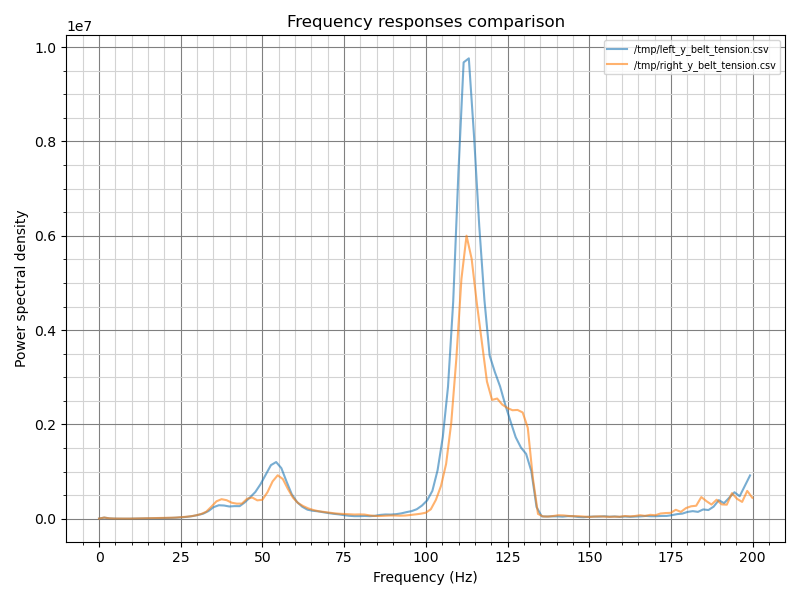 Frequency responses comparison
1e7
/tmp/left_y_belt_tension.csv
/tmp/right_y_belt_tension.csv
1.0
0.8
0.6
0.4
0.2
0.0
Power spectral density
0 25 50 75 100 125 150 175 200
Frequency (Hz)